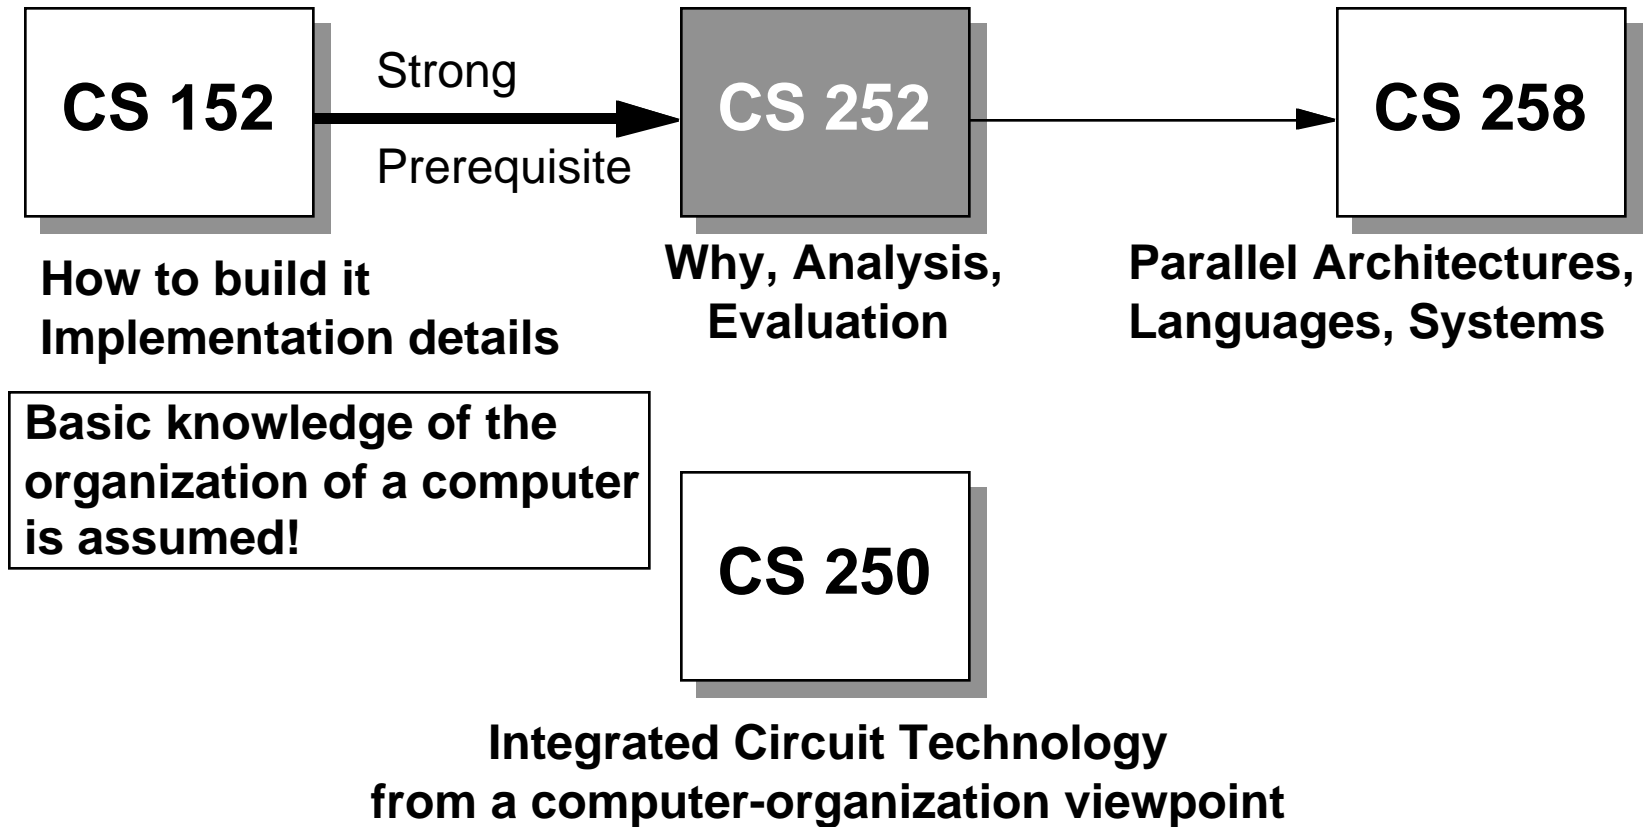 CS 152
Strong
Prerequisite
CS 252
CS 258
How to build it
Implementation details
Why, Analysis,
Evaluation
Parallel Architectures,
Languages, Systems
Basic knowledge of the
organization of a computer
is assumed!
CS 250
Integrated Circuit Technology
from a computer-organization viewpoint